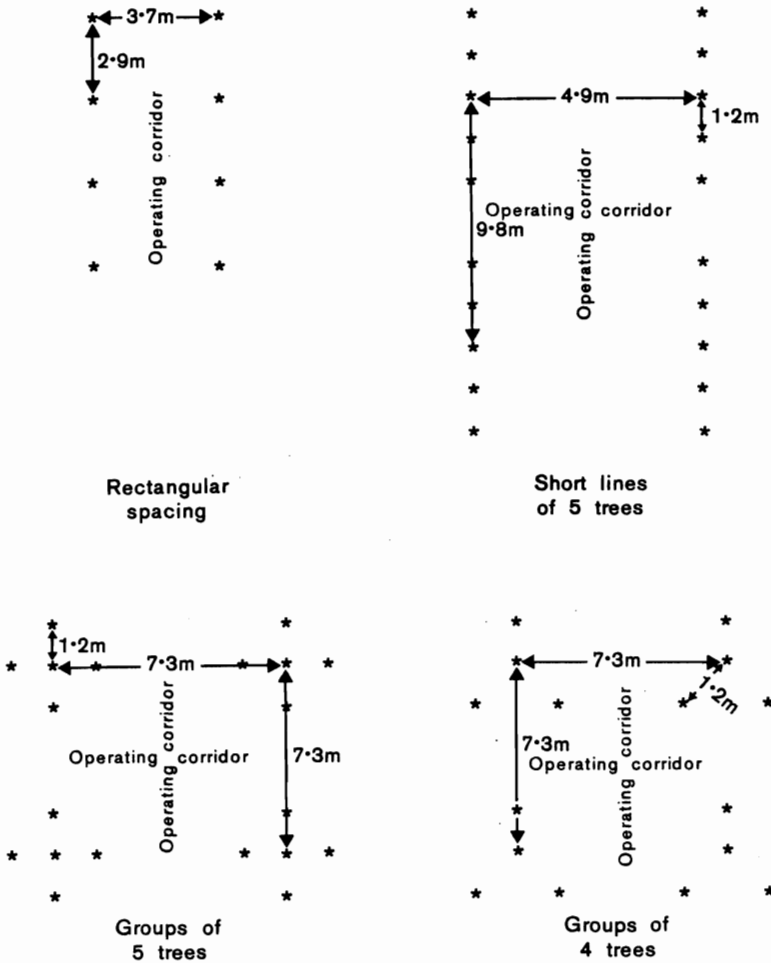 3·7m
2·9m
Operating corridor
Rectangular
spacing
4·9m
1·2m
Operating corridor
Operating corridor
9·8m
Short lines
of 5 trees
1·2m
7·3m
7·3m
Operating corridor
Operating corridor
Groups of
5 trees
7·3m
1·2m
7·3m
Operating corridor
Operating corridor
Groups of
4 trees